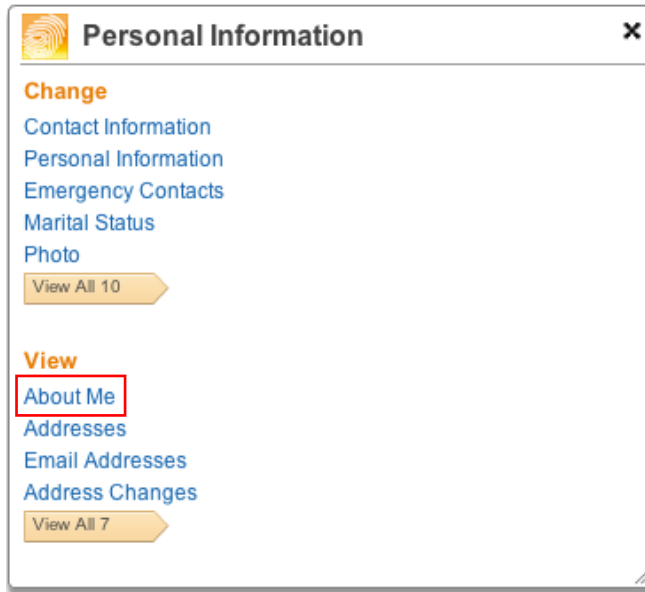 Personal Information
Change
Contact Information
Personal Information
Emergency Contacts
Marital Status
Photo
View All 10
View
About Me
Addresses
Email Addresses
Address Changes
View All 7